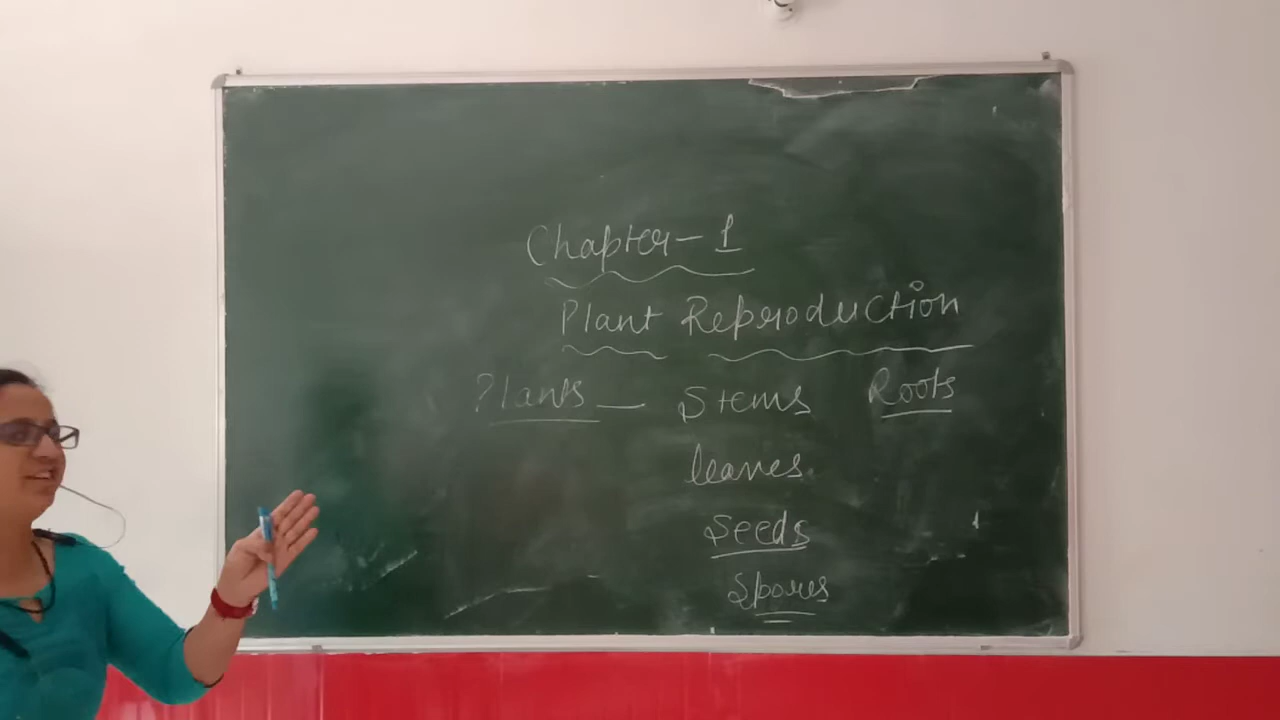 Chapter-1
Plant Reproduction
Plants — Stems Roots
leaves
Seeds
Spores